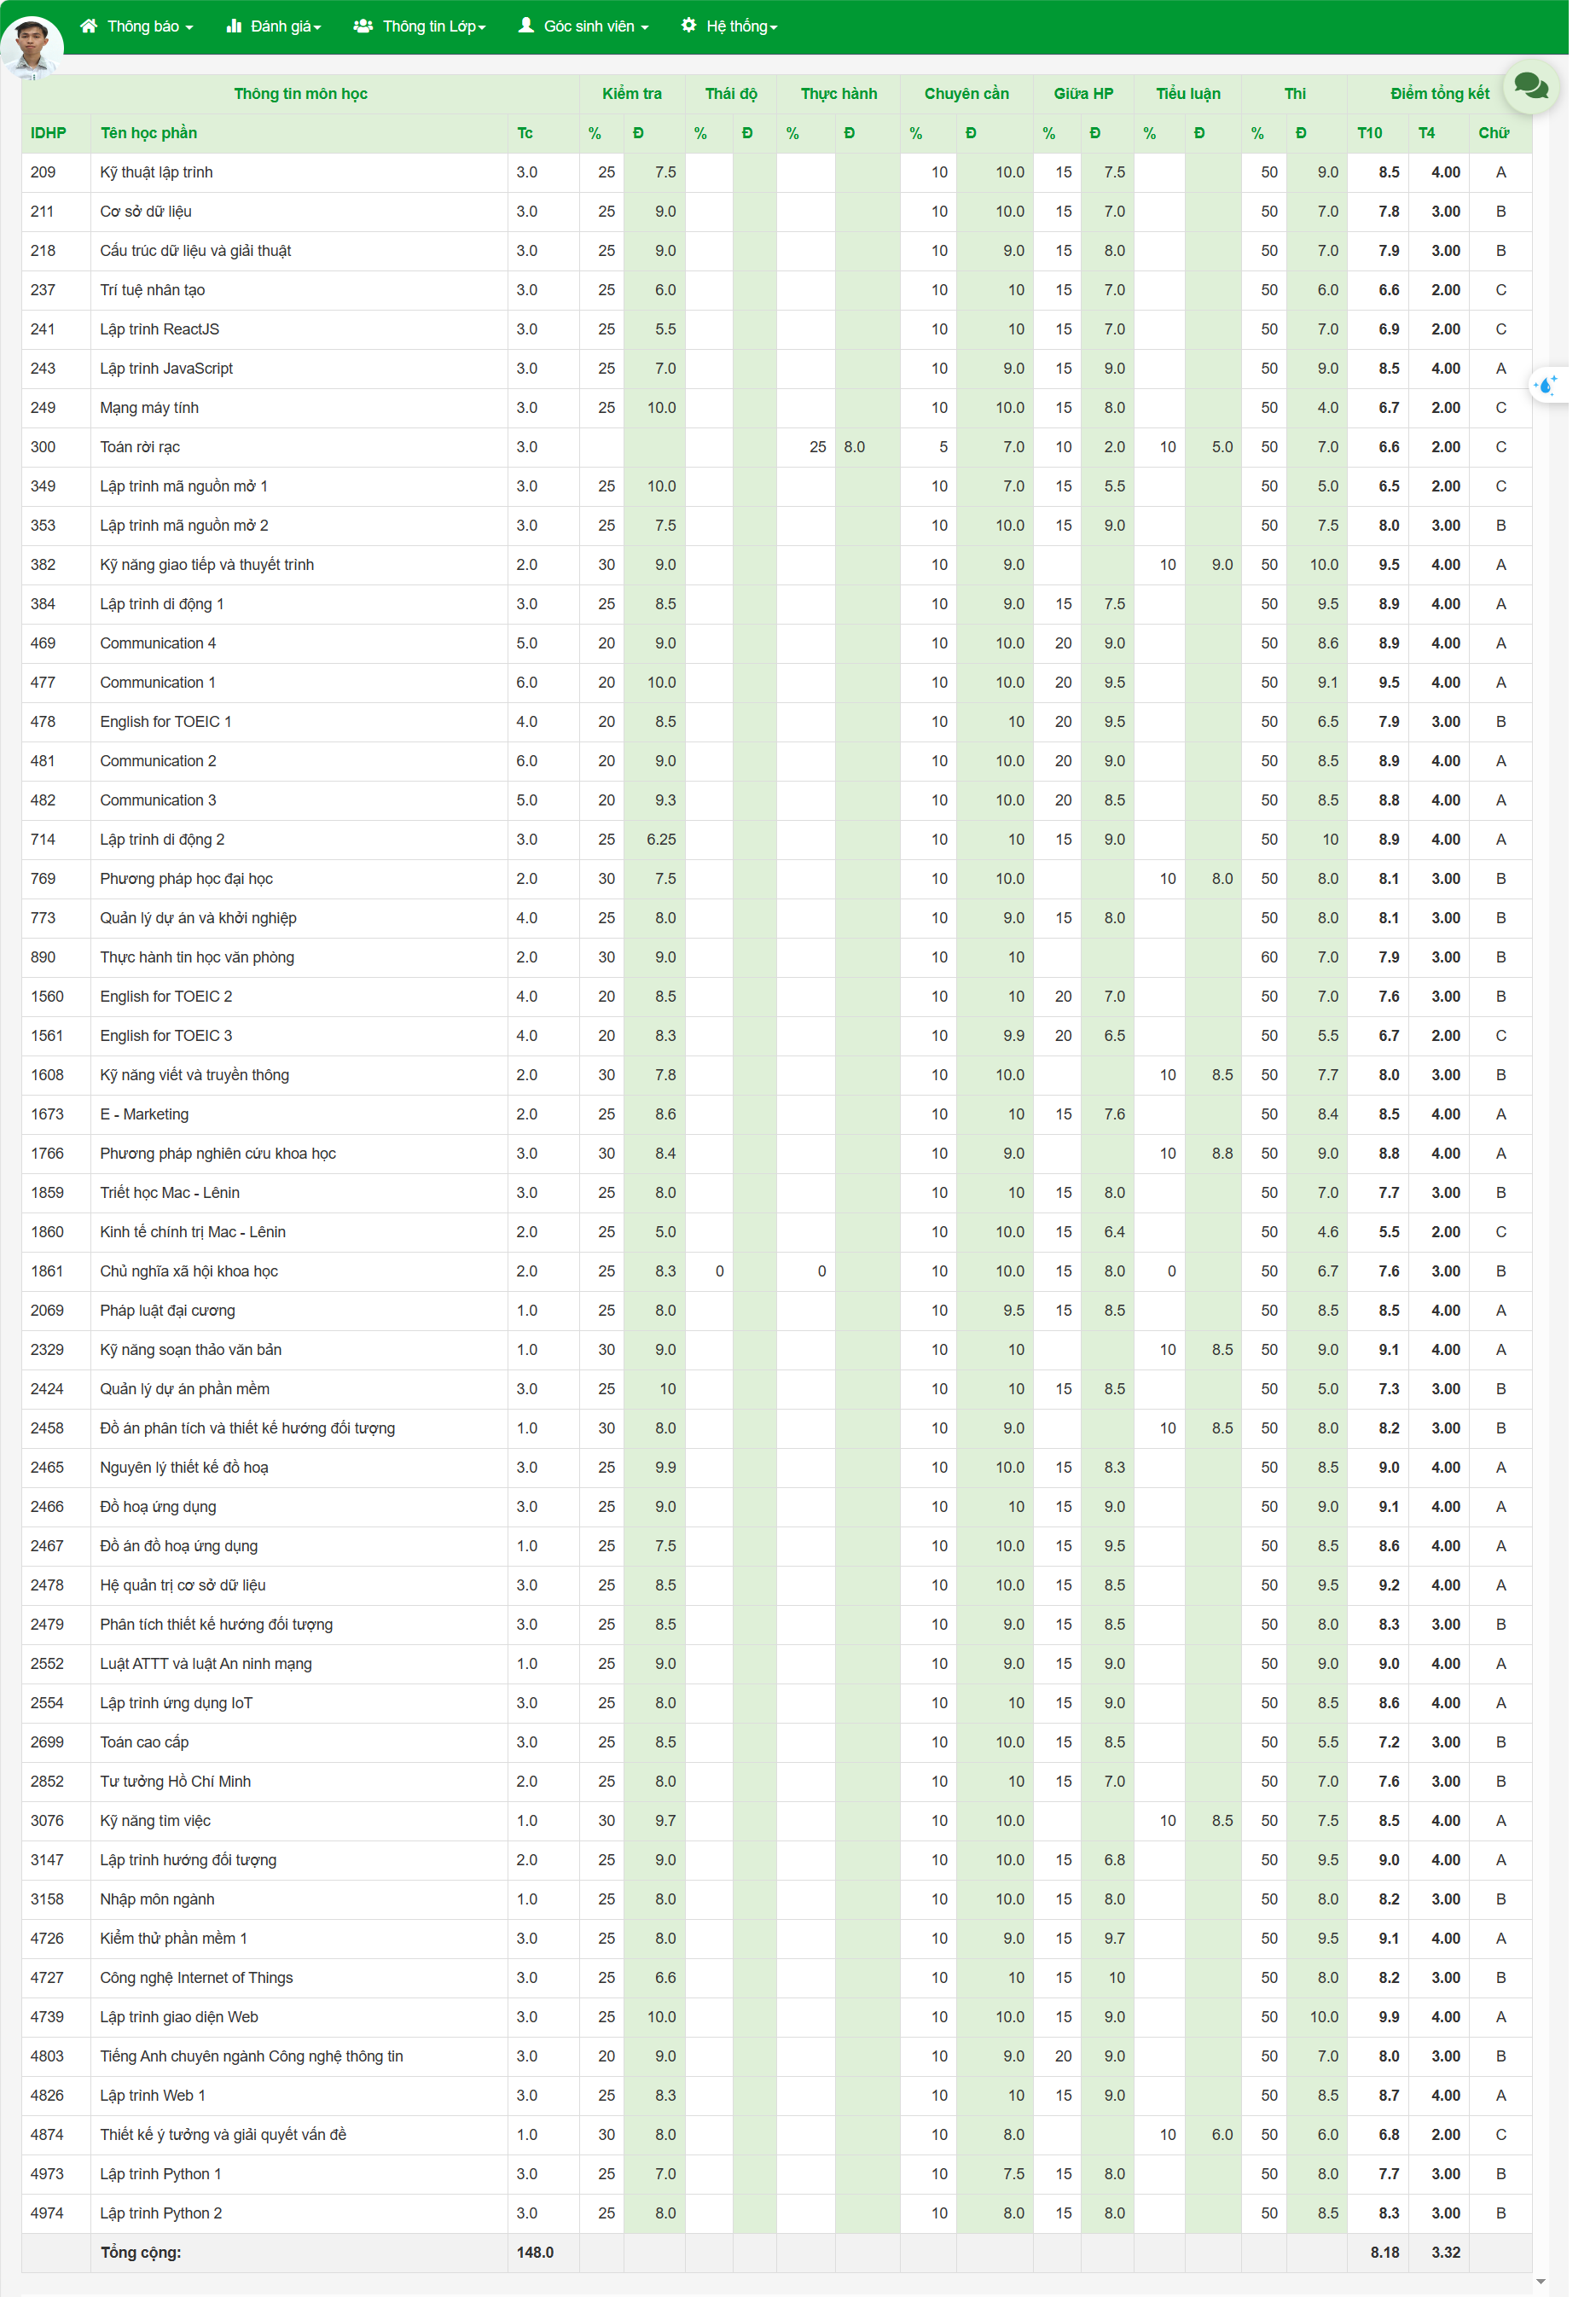 Thông báo Đánh giá Thông tin Lớp Góc sinh viên Hệ thống
Thông tin môn học Kiểm tra Thái độ Thực hành Chuyên cần Giữa HP Tiểu luận Thi Điểm tổng kết
IDHP Tên học phần Tc % Đ % Đ % Đ % Đ % Đ % Đ % Đ T10 T4 Chữ
209 Kỹ thuật lập trình 3.0 25 7.5 10 10.0 15 7.5 50 9.0 8.5 4.00 A
211 Cơ sở dữ liệu 3.0 25 9.0 10 10.0 15 7.0 50 7.0 7.8 3.00 B
218 Cấu trúc dữ liệu và giải thuật 3.0 25 9.0 10 9.0 15 8.0 50 7.0 7.9 3.00 B
237 Trí tuệ nhân tạo 3.0 25 6.0 10 10 15 7.0 50 6.0 6.6 2.00 C
241 Lập trình ReactJS 3.0 25 5.5 10 10 15 7.0 50 7.0 6.9 2.00 C
243 Lập trình JavaScript 3.0 25 7.0 10 9.0 15 9.0 50 9.0 8.5 4.00 A
249 Mạng máy tính 3.0 25 10.0 10 10.0 15 8.0 50 4.0 6.7 2.00 C
300 Toán rời rạc 3.0 25 8.0 5 7.0 10 2.0 10 5.0 50 7.0 6.6 2.00 C
349 Lập trình mã nguồn mở 1 3.0 25 10.0 10 7.0 15 5.5 50 5.0 6.5 2.00 C
353 Lập trình mã nguồn mở 2 3.0 25 7.5 10 10.0 15 9.0 50 7.5 8.0 3.00 B
382 Kỹ năng giao tiếp và thuyết trình 2.0 30 9.0 10 9.0 10 9.0 50 10.0 9.5 4.00 A
384 Lập trình di động 1 3.0 25 8.5 10 9.0 15 7.5 50 9.5 8.9 4.00 A
469 Communication 4 5.0 20 9.0 10 10.0 20 9.0 50 8.6 8.9 4.00 A
477 Communication 1 6.0 20 10.0 10 10.0 20 9.5 50 9.1 9.5 4.00 A
478 English for TOEIC 1 4.0 20 8.5 10 10 20 9.5 50 6.5 7.9 3.00 B
481 Communication 2 6.0 20 9.0 10 10.0 20 9.0 50 8.5 8.9 4.00 A
482 Communication 3 5.0 20 9.3 10 10.0 20 8.5 50 8.5 8.8 4.00 A
714 Lập trình di động 2 3.0 25 6.25 10 10 15 9.0 50 10 8.9 4.00 A
769 Phương pháp học đại học 2.0 30 7.5 10 10.0 10 8.0 50 8.0 8.1 3.00 B
773 Quản lý dự án và khởi nghiệp 4.0 25 8.0 10 9.0 15 8.0 50 8.0 8.1 3.00 B
890 Thực hành tin học văn phòng 2.0 30 9.0 10 10 60 7.0 7.9 3.00 B
1560 English for TOEIC 2 4.0 20 8.5 10 10 20 7.0 50 7.0 7.6 3.00 B
1561 English for TOEIC 3 4.0 20 8.3 10 9.9 20 6.5 50 5.5 6.7 2.00 C
1608 Kỹ năng viết và truyền thông 2.0 30 7.8 10 10.0 10 8.5 50 7.7 8.0 3.00 B
1673 E - Marketing 2.0 25 8.6 10 10 15 7.6 50 8.4 8.5 4.00 A
1766 Phương pháp nghiên cứu khoa học 3.0 30 8.4 10 9.0 10 8.8 50 9.0 8.8 4.00 A
1859 Triết học Mac - Lênin 3.0 25 8.0 10 10 15 8.0 50 7.0 7.7 3.00 B
1860 Kinh tế chính trị Mac - Lênin 2.0 25 5.0 10 10.0 15 6.4 50 4.6 5.5 2.00 C
1861 Chủ nghĩa xã hội khoa học 2.0 25 8.3 0 0 10 10.0 15 8.0 0 50 6.7 7.6 3.00 B
2069 Pháp luật đại cương 1.0 25 8.0 10 9.5 15 8.5 50 8.5 8.5 4.00 A
2329 Kỹ năng soạn thảo văn bản 1.0 30 9.0 10 10 10 8.5 50 9.0 9.1 4.00 A
2424 Quản lý dự án phần mềm 3.0 25 10 10 10 15 8.5 50 5.0 7.3 3.00 B
2458 Đồ án phân tích và thiết kế hướng đối tượng 1.0 30 8.0 10 9.0 10 8.5 50 8.0 8.2 3.00 B
2465 Nguyên lý thiết kế đồ hoạ 3.0 25 9.9 10 10.0 15 8.3 50 8.5 9.0 4.00 A
2466 Đồ hoạ ứng dụng 3.0 25 9.0 10 10 15 9.0 50 9.0 9.1 4.00 A
2467 Đồ án đồ hoạ ứng dụng 1.0 25 7.5 10 10.0 15 9.5 50 8.5 8.6 4.00 A
2478 Hệ quản trị cơ sở dữ liệu 3.0 25 8.5 10 10.0 15 8.5 50 9.5 9.2 4.00 A
2479 Phân tích thiết kế hướng đối tượng 3.0 25 8.5 10 9.0 15 8.5 50 8.0 8.3 3.00 B
2552 Luật ATTT và luật An ninh mạng 1.0 25 9.0 10 9.0 15 9.0 50 9.0 9.0 4.00 A
2554 Lập trình ứng dụng IoT 3.0 25 8.0 10 10 15 9.0 50 8.5 8.6 4.00 A
2699 Toán cao cấp 3.0 25 8.5 10 10.0 15 8.5 50 5.5 7.2 3.00 B
2852 Tư tưởng Hồ Chí Minh 2.0 25 8.0 10 10 15 7.0 50 7.0 7.6 3.00 B
3076 Kỹ năng tìm việc 1.0 30 9.7 10 10.0 10 8.5 50 7.5 8.5 4.00 A
3147 Lập trình hướng đối tượng 2.0 25 9.0 10 10.0 15 6.8 50 9.5 9.0 4.00 A
3158 Nhập môn ngành 1.0 25 8.0 10 10.0 15 8.0 50 8.0 8.2 3.00 B
4726 Kiểm thử phần mềm 1 3.0 25 8.0 10 9.0 15 9.7 50 9.5 9.1 4.00 A
4727 Công nghệ Internet of Things 3.0 25 6.6 10 10 15 10 50 8.0 8.2 3.00 B
4739 Lập trình giao diện Web 3.0 25 10.0 10 10.0 15 9.0 50 10.0 9.9 4.00 A
4803 Tiếng Anh chuyên ngành Công nghệ thông tin 3.0 20 9.0 10 9.0 20 9.0 50 7.0 8.0 3.00 B
4826 Lập trình Web 1 3.0 25 8.3 10 10 15 9.0 50 8.5 8.7 4.00 A
4874 Thiết kế ý tưởng và giải quyết vấn đề 1.0 30 8.0 10 8.0 10 6.0 50 6.0 6.8 2.00 C
4973 Lập trình Python 1 3.0 25 7.0 10 7.5 15 8.0 50 8.0 7.7 3.00 B
4974 Lập trình Python 2 3.0 25 8.0 10 8.0 15 8.0 50 8.5 8.3 3.00 B
Tổng cộng: 148.0 8.18 3.32